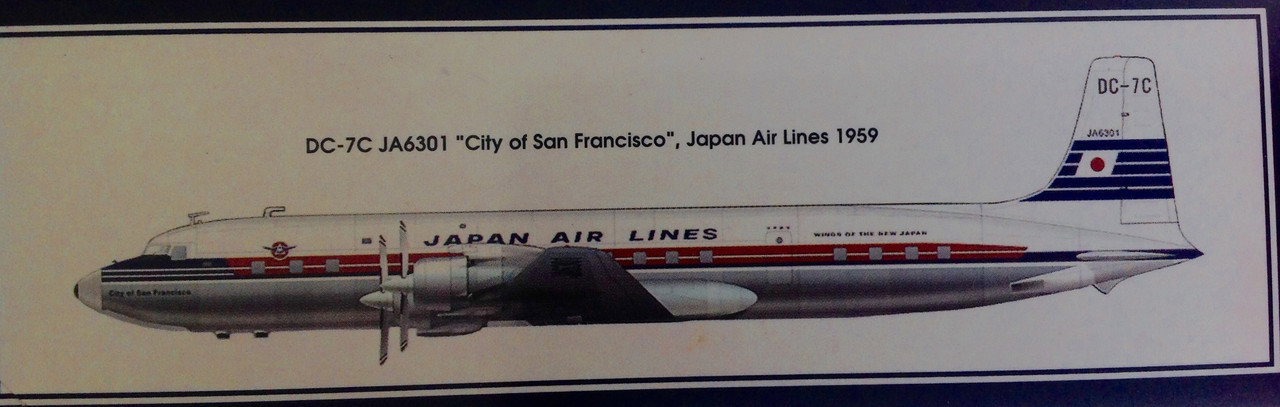 DC-7C
DC-7C JA6301 "City of San Francisco", Japan Air Lines 1959
JA6301
JAPAN AIR LINES
WINGS OF THE NEW JAPAN
City of San Francisco